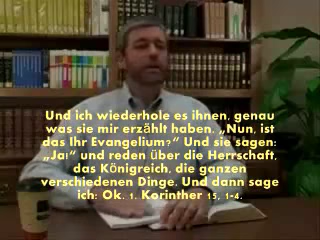 Und ich wiederhole es ihnen, genau
was sie mir erzählt haben. „Nun, ist
das Ihr Evangelium?“ Und sie sagen:
„Ja!“ und reden über die Herrschaft,
das Königreich, die ganzen
verschiedenen Dinge. Und dann sage
ich: Ok. 1. Korinther 15, 1-4.